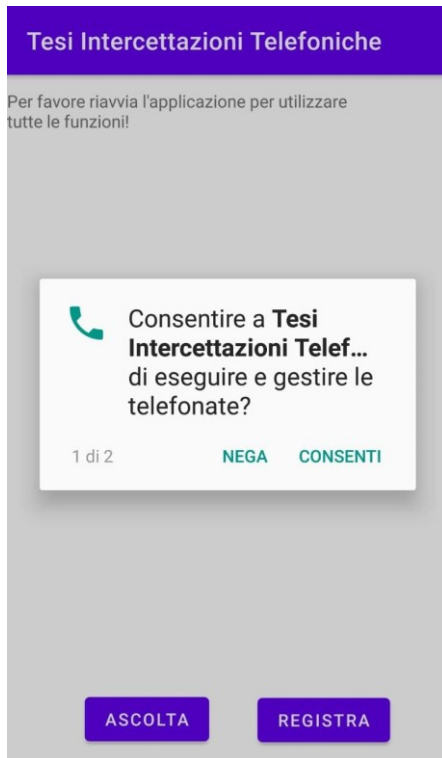 Tesi Intercettazioni Telefoniche
Per favore riavvia l'applicazione per utilizzare
tutte le funzioni!
Consentire a Tesi
Intercettazioni Telef...
di eseguire e gestire le
telefonate?
1 di 2 NEGA CONSENTI
ASCOLTA REGISTRA